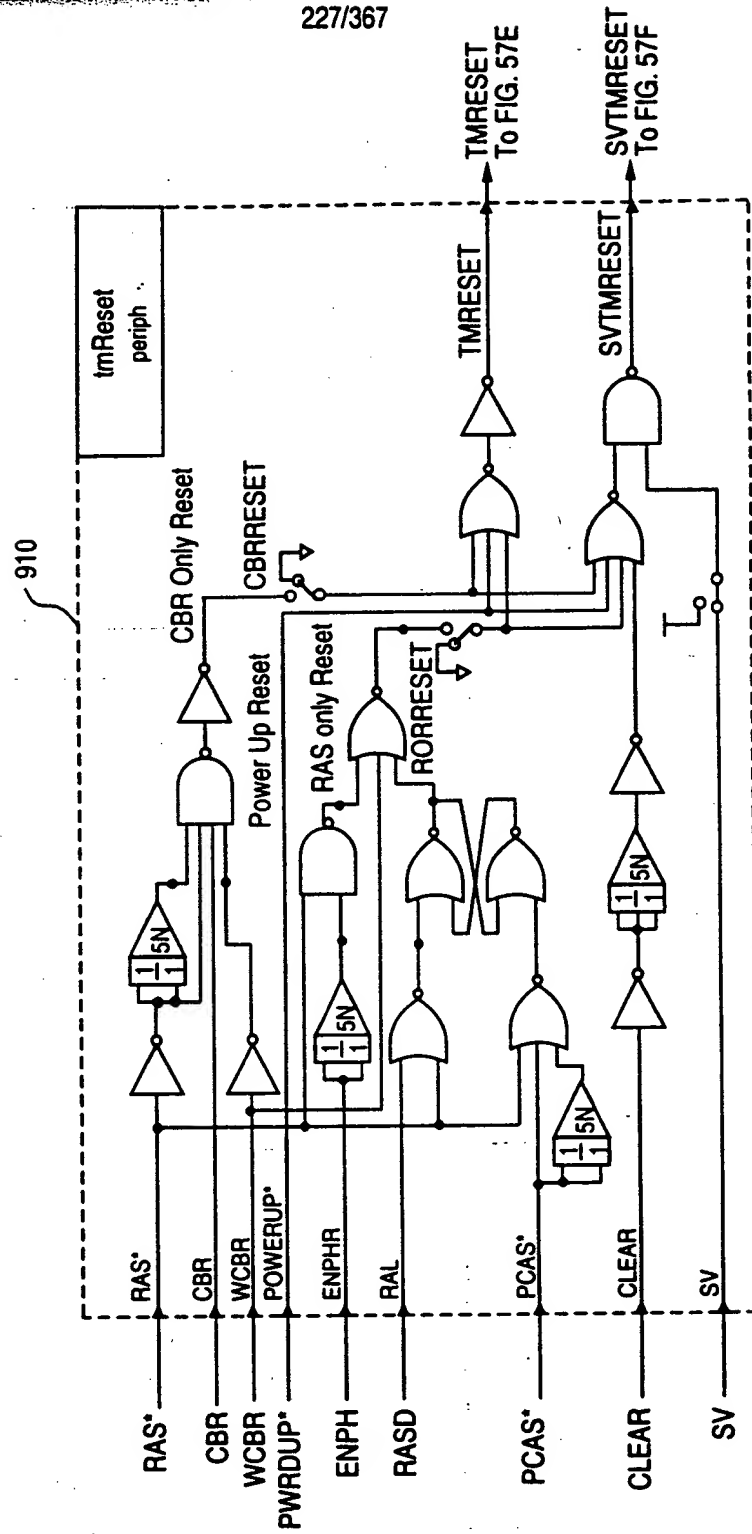 227/367
910
tmReset
periph
RAS*
RAS*
CBR
CBR
WCBR
WCBR
PWRDUP*
POWERUP*
ENPH
ENPHR
RASD
RAL
PCAS*
PCAS*
CLEAR
CLEAR
SV
SV
1
1
5N
1
1
5N
1
1
5N
1
1
5N
CBR Only Reset
Power Up Reset
RAS only Reset
CBRRESET
RORRESET
TMRESET
TMRESET
To FIG. 57E
SVTMRESET
SVTMRESET
To FIG. 57F